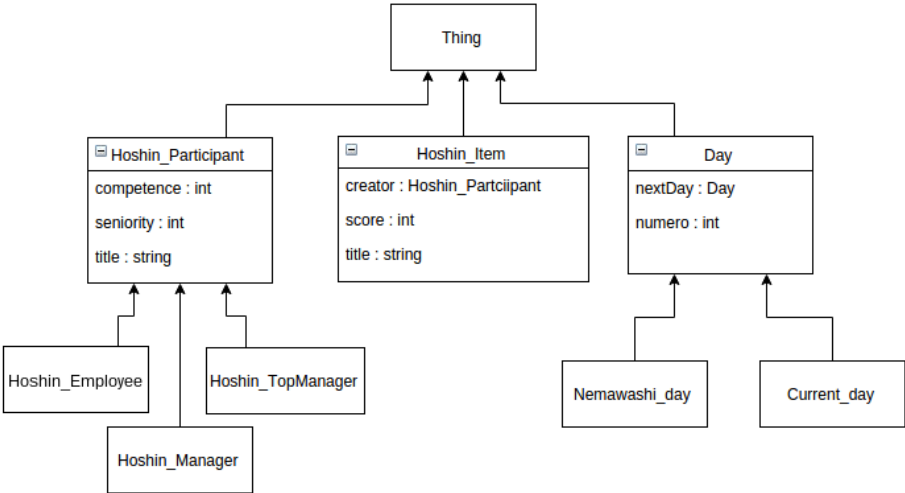 Thing
Hoshin_Participant
competence : int
seniority : int
title : string
Hoshin_Item
creator : Hoshin_Partciipant
score : int
title : string
Day
nextDay : Day
numero : int
Hoshin_Employee
Hoshin_TopManager
Hoshin_Manager
Nemawashi_day
Current_day